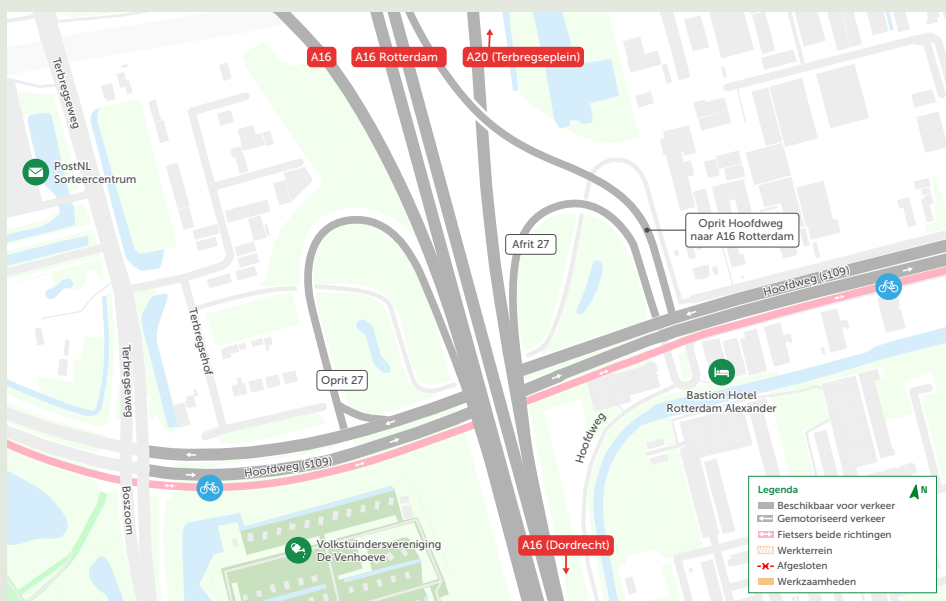 A16
A16 Rotterdam
A20 (Terbregseplein)
Terbregseweg
PostNL
Sorteercentrum
Oprit Hoofdweg
naar A16 Rotterdam
Afrit 27
Hoofdweg (s109)
Terbregsehof
Terbregseweg
Oprit 27
Bastion Hotel
Rotterdam Alexander
Hoofdweg
Hoofdweg (s109)
Boszoom
Volkstuindersvereniging
De Venhoeve
A16 (Dordrecht)
Legenda
N
Beschikbaar voor verkeer
Gemotoriseerd verkeer
Fietsers beide richtingen
Werkterrein
Afgesloten
Werkzaamheden